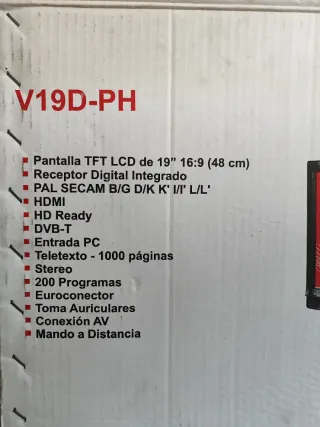 V19D-PH
Pantalla TFT LCD de 19” 16:9 (48 cm)
Receptor Digital Integrado
PAL SECAM B/G D/K K' I/I' L/L'
HDMI
HD Ready
DVB-T
Entrada PC
Teletexto - 1000 páginas
Stereo
200 Programas
Euroconector
Toma Auriculares
Conexión AV
Mando a Distancia